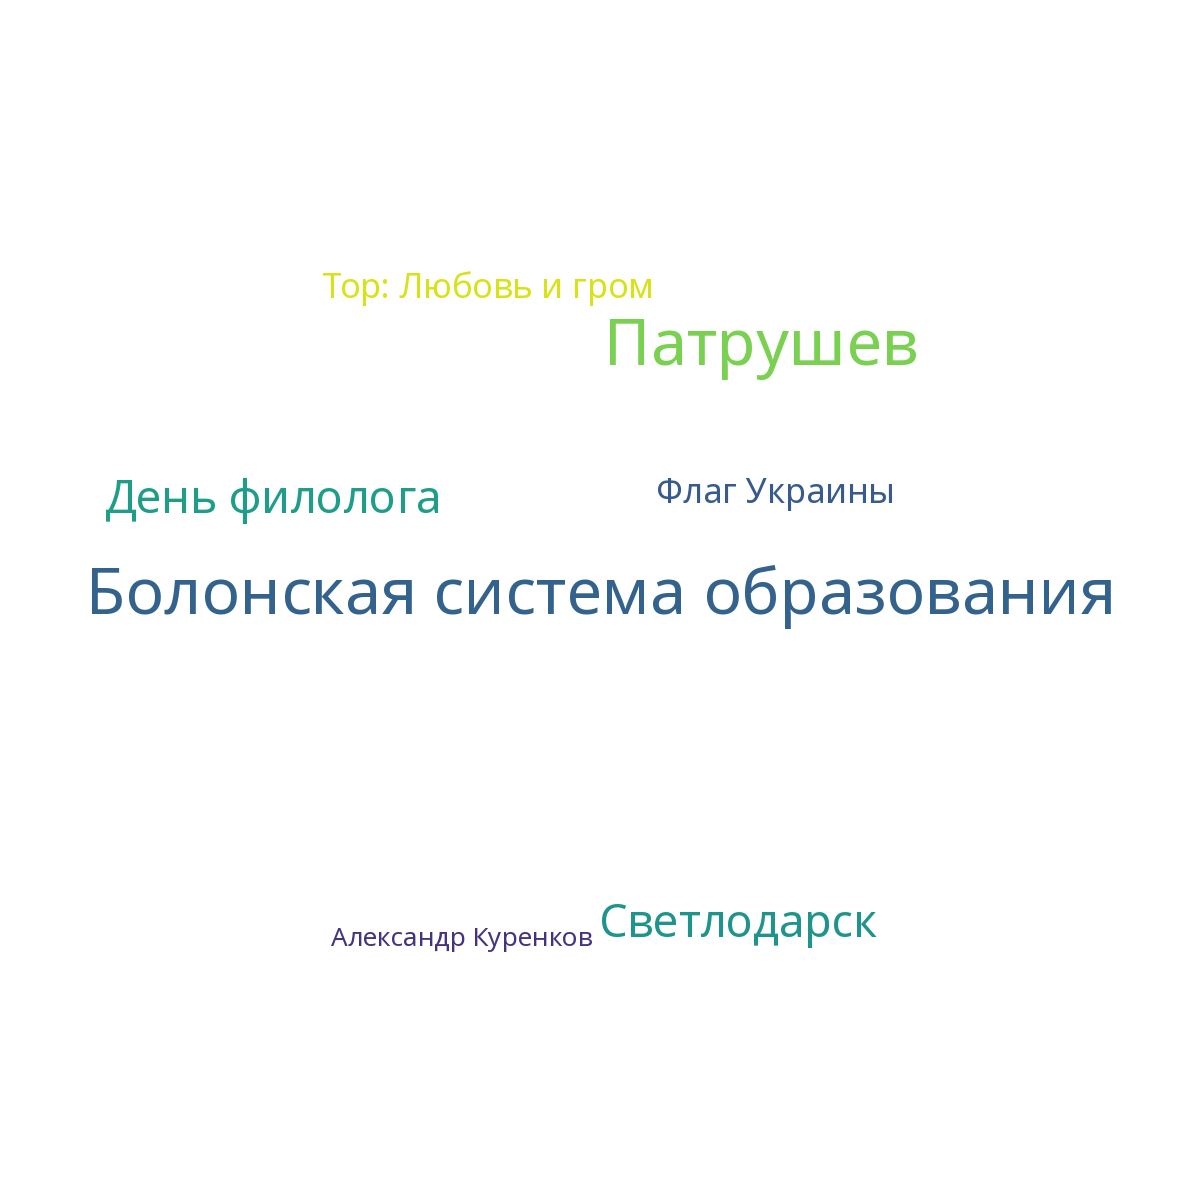 Тор: Любовь и гром
Патрушев
День филолога
Флаг Украины
Болонская система образования
Александр Куренков
Светлодарск